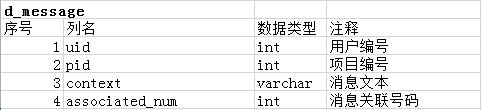 d_message
序号 列名 数据类型 注释
1 uid int 用户编号
2 pid int 项目编号
3 context varchar 消息文本
4 associated_num int 消息关联号码